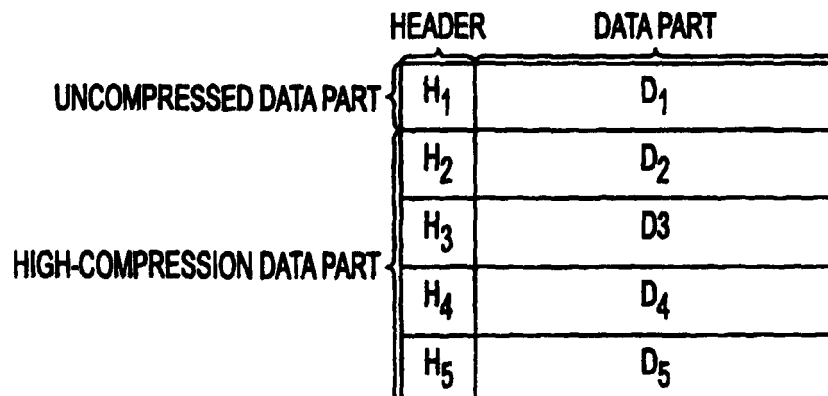 HEADER DATA PART
UNCOMPRESSED DATA PART H₁ D₁
H₂ D₂
H₃ D3
HIGH-COMPRESSION DATA PART
H₄ D₄
H₅ D₅